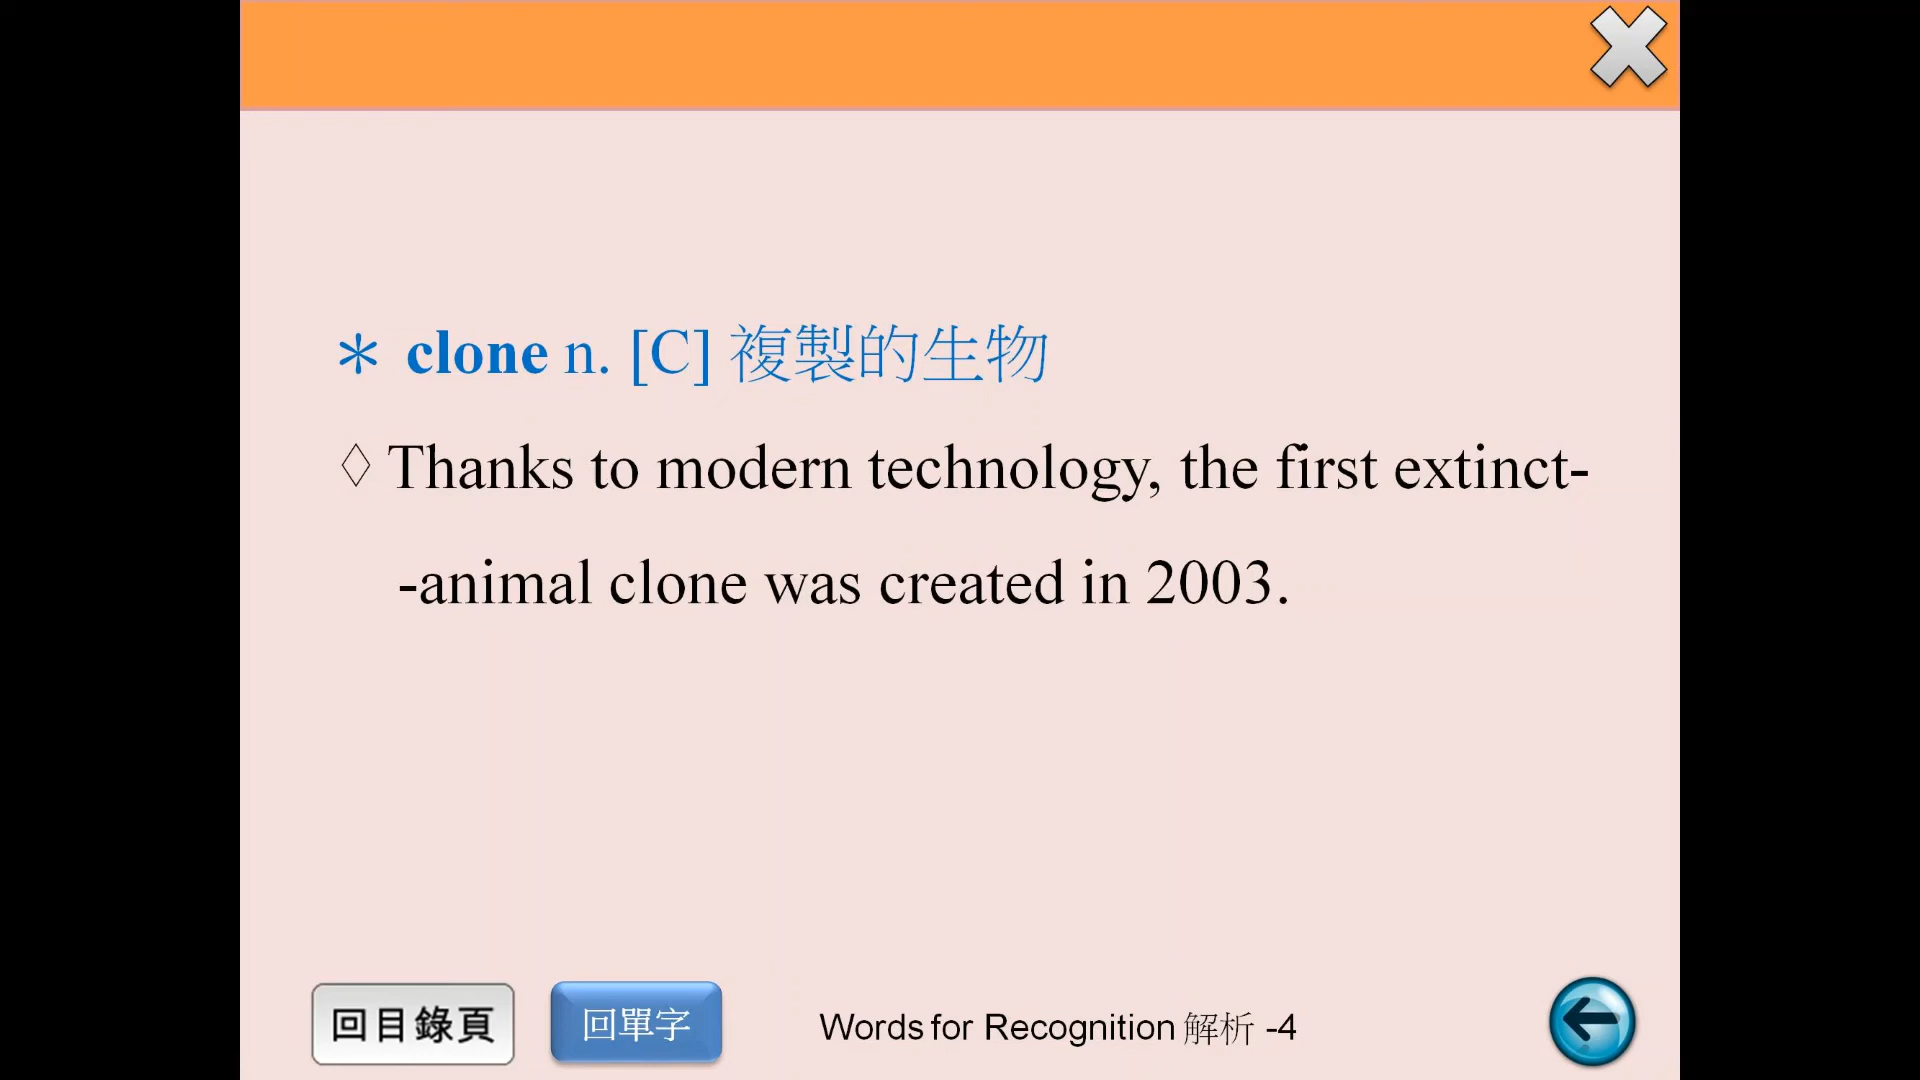 ＊ clone n. [C] 複製的生物
◊ Thanks to modern technology, the first extinct-
-animal clone was created in 2003.
回目錄頁
回單字
Words for Recognition 解析 -4